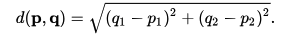 d(p, q) = √((q₁ − p₁)² + (q₂ − p₂)²).